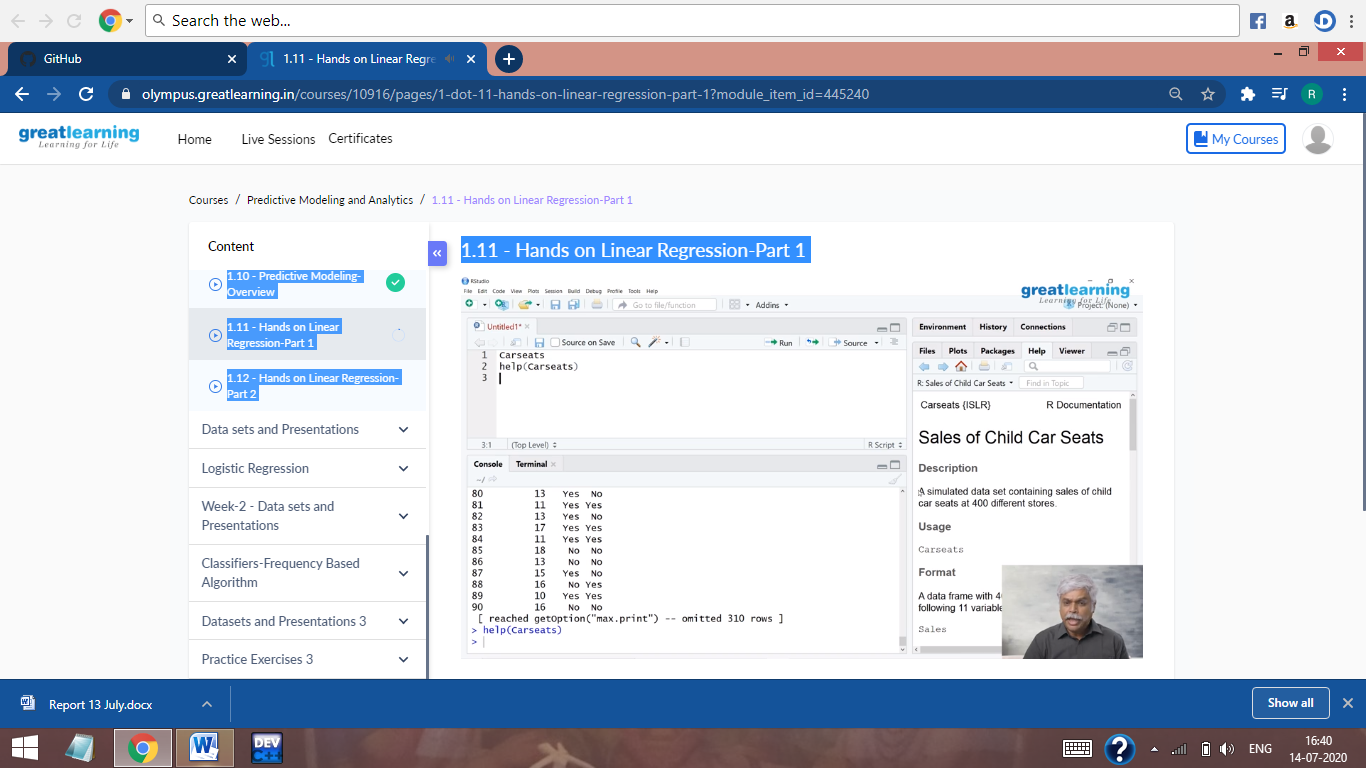 Search the web...
GitHub
1.11 - Hands on Linear Regre
olympus.greatlearning.in/courses/10916/pages/1-dot-11-hands-on-linear-regression-part-1?module_item_id=445240
R
greatlearning
Learning for Life
Home
Live Sessions
Certificates
My Courses
Courses / Predictive Modeling and Analytics / 1.11 - Hands on Linear Regression-Part 1
Content
1.10 - Predictive Modeling-
Overview
1.11 - Hands on Linear
Regression-Part 1
1.12 - Hands on Linear Regression-
Part 2
Data sets and Presentations
Logistic Regression
Week-2 - Data sets and
Presentations
Classifiers-Frequency Based
Algorithm
Datasets and Presentations 3
Practice Exercises 3
1.11 - Hands on Linear Regression-Part 1
RStudio
File Edit Code View Plots Session Build Debug Profile Tools Help
Go to file/function
Addins
greatlearning
Learning for Life
Project: (None)
Untitled1*
Source on Save
Run
Source
1 Carseats
2 help(Carseats)
3
3:1 (Top Level)
R Script
Console Terminal
~/
80 13 Yes No
81 11 Yes Yes
82 13 Yes No
83 17 Yes Yes
84 11 Yes Yes
85 18 No No
86 13 No No
87 15 Yes No
88 16 No Yes
89 10 Yes Yes
90 16 No No
[ reached getOption("max.print") -- omitted 310 rows ]
> help(Carseats)
>
Environment History Connections
Files Plots Packages Help Viewer
R: Sales of Child Car Seats
Find in Topic
Carseats {ISLR}
R Documentation
Sales of Child Car Seats
Description
A simulated data set containing sales of child
car seats at 400 different stores.
Usage
Carseats
Format
A data frame with
following 11 variable
Sales
Report 13 July.docx
Show all
DEV
C++
ENG
16:40
14-07-2020